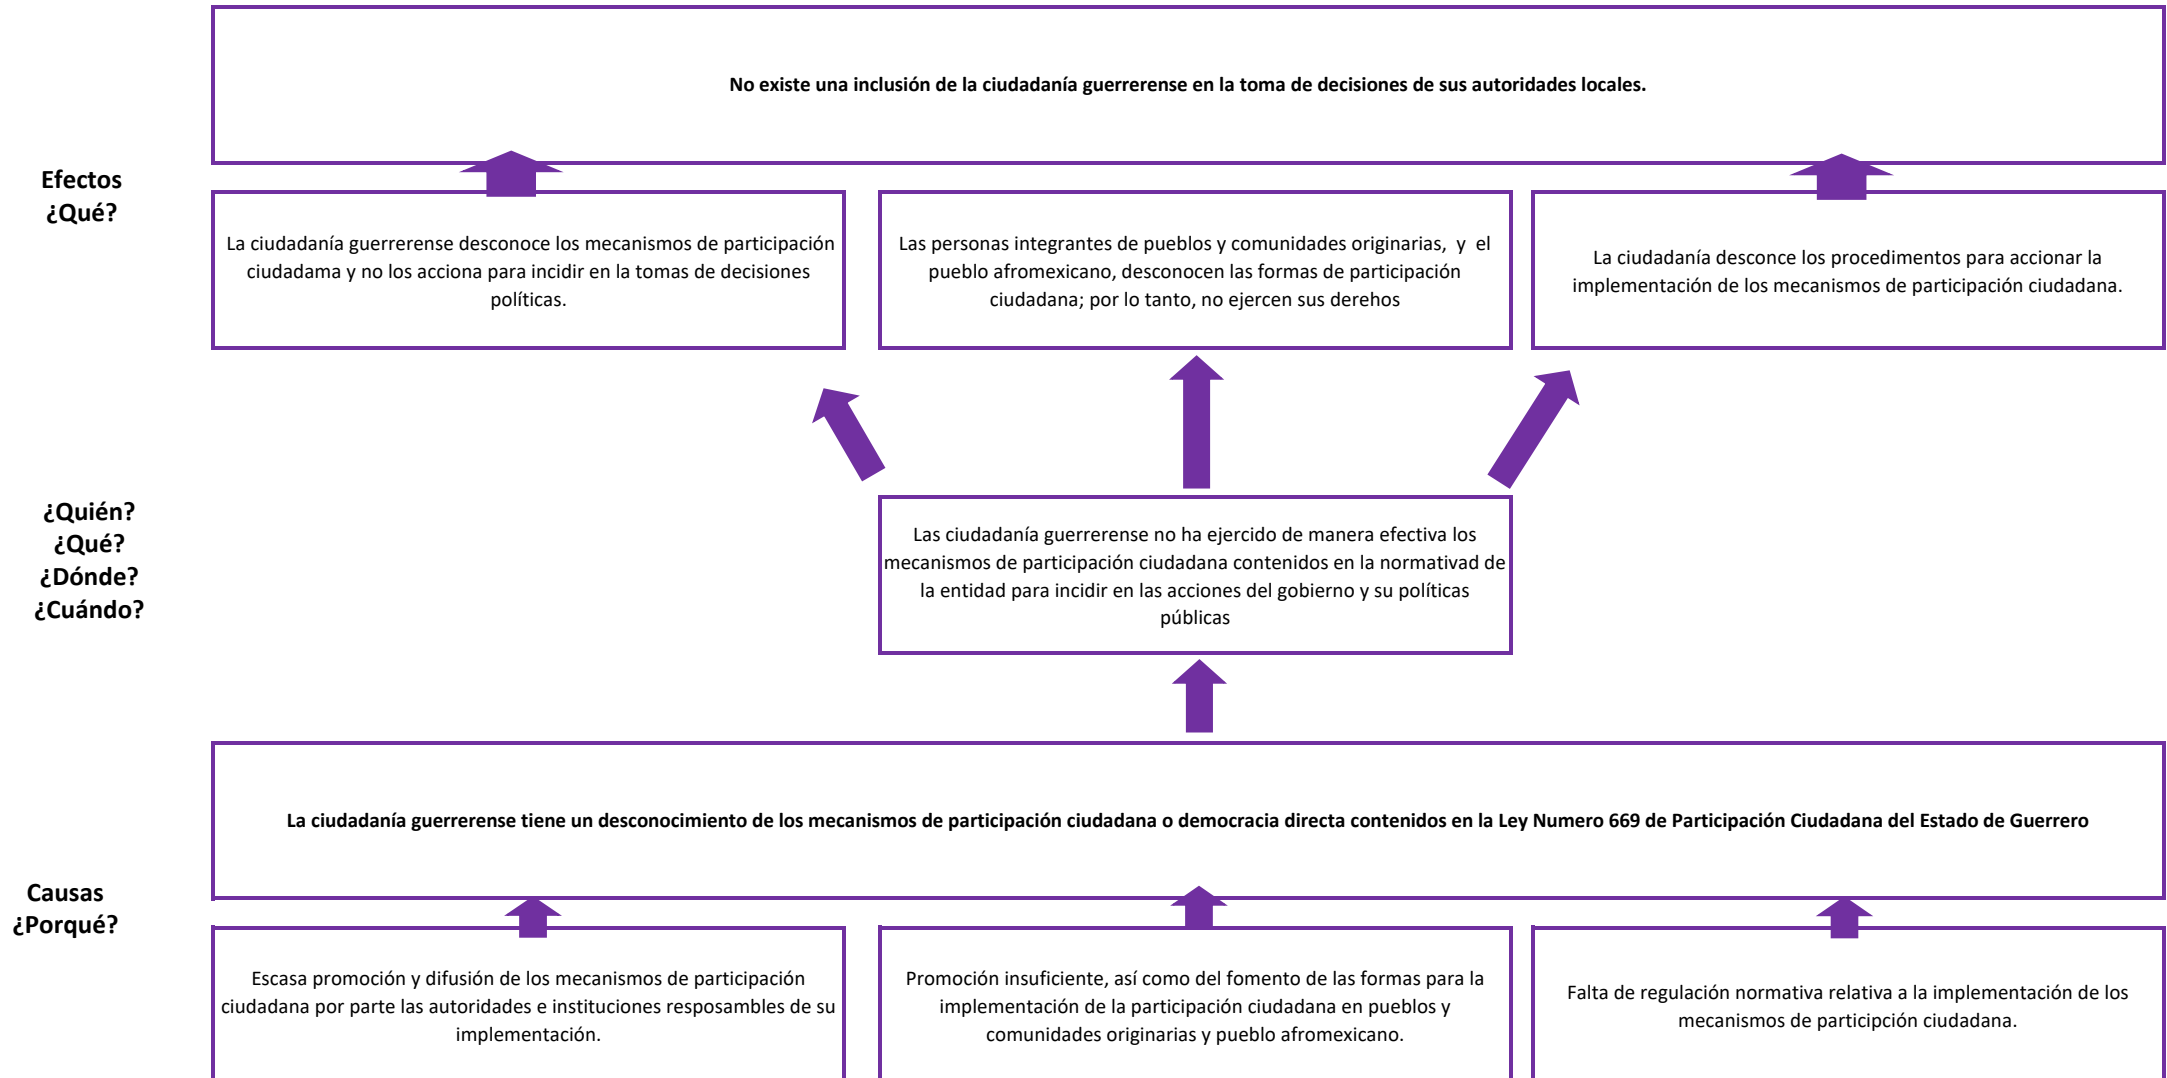 No existe una inclusión de la ciudadanía guerrerense en la toma de decisiones de sus autoridades locales.
Efectos
¿Qué?
La ciudadanía guerrerense desconoce los mecanismos de participación
ciudadama y no los acciona para incidir en la tomas de decisiones
políticas.
Las personas integrantes de pueblos y comunidades originarias, y el
pueblo afromexicano, desconocen las formas de participación
ciudadana; por lo tanto, no ejercen sus derehos
La ciudadanía desconce los procedimentos para accionar la
implementación de los mecanismos de participación ciudadana.
¿Quién?
¿Qué?
¿Dónde?
¿Cuándo?
Las ciudadanía guerrerense no ha ejercido de manera efectiva los
mecanismos de participación ciudadana contenidos en la normativad de
la entidad para incidir en las acciones del gobierno y su políticas
públicas
La ciudadanía guerrerense tiene un desconocimiento de los mecanismos de participación ciudadana o democracia directa contenidos en la Ley Numero 669 de Participación Ciudadana del Estado de Guerrero
Causas
¿Porqué?
Escasa promoción y difusión de los mecanismos de participación
ciudadana por parte las autoridades e instituciones resposambles de su
implementación.
Promoción insuficiente, así como del fomento de las formas para la
implementación de la participación ciudadana en pueblos y
comunidades originarias y pueblo afromexicano.
Falta de regulación normativa relativa a la implementación de los
mecanismos de participción ciudadana.